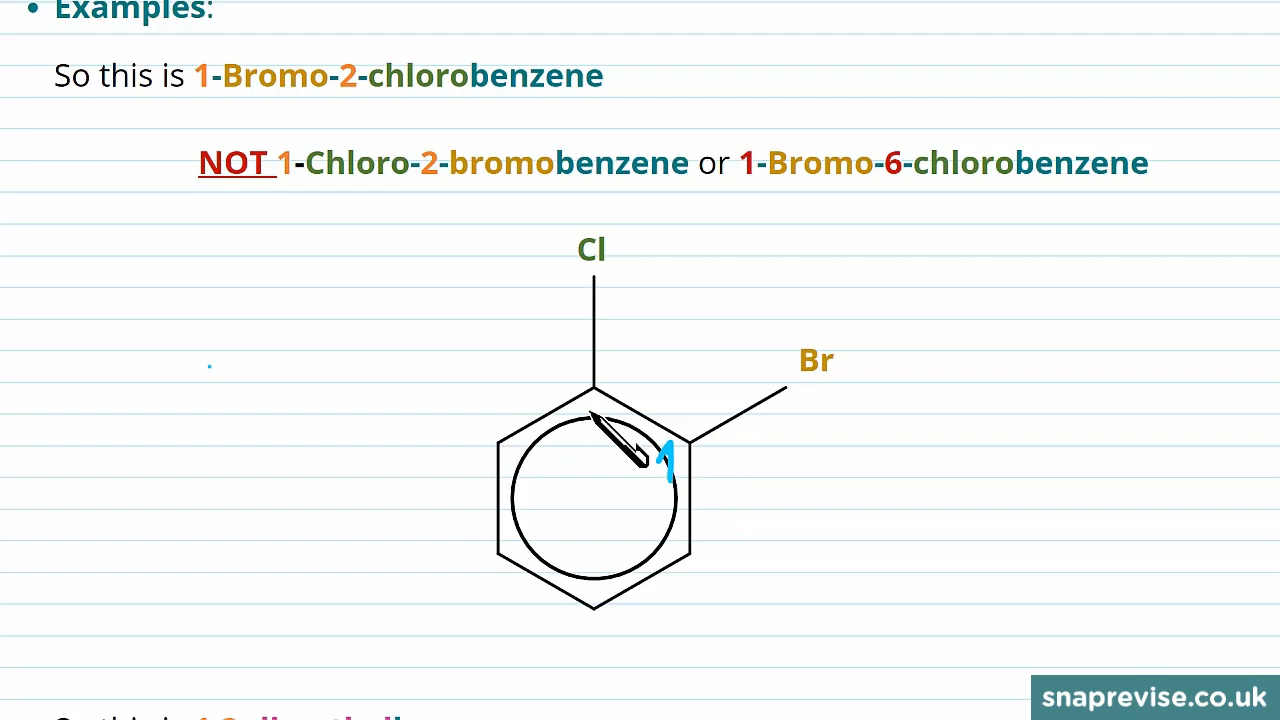 • Examples:
So this is 1-Bromo-2-chlorobenzene
NOT 1-Chloro-2-bromobenzene or 1-Bromo-6-chlorobenzene
Cl
Br
1
snaprevise.co.uk